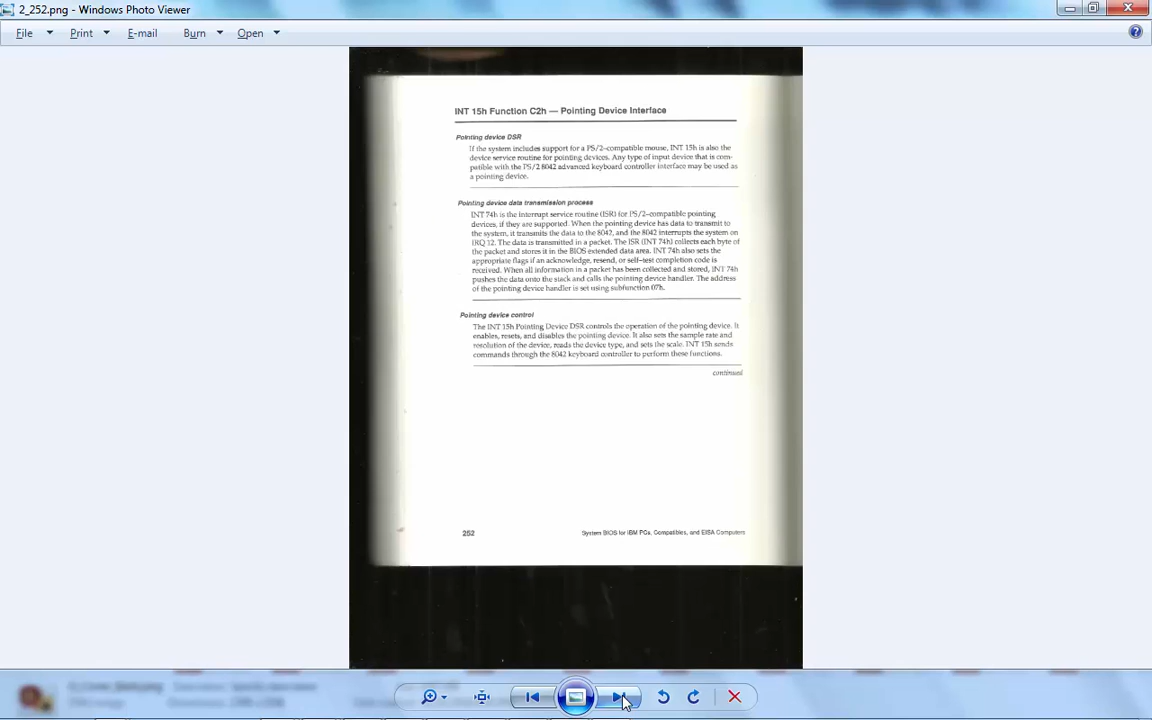 2_252.png - Windows Photo Viewer
File Print E-mail Burn Open
INT 15h Function C2h — Pointing Device Interface
Pointing device DSR
If the system includes support for a PS/2–compatible mouse, INT 15h is also the
device service routine for pointing devices. Any type of input device that is com-
patible with the PS/2 8042 advanced keyboard controller interface may be used as
a pointing device.
Pointing device data transmission process
INT 74h is the interrupt service routine (ISR) for PS/2–compatible pointing
devices, if they are supported. When the pointing device has data to transmit to
the system, it transmits the data to the 8042, and the 8042 interrupts the system on
IRQ 12. The data is transmitted in a packet. The ISR (INT 74h) collects each byte of
the packet and stores it in the BIOS extended data area. INT 74h also sets the
appropriate flags if an acknowledge, resend, or self–test completion code is
received. When all information in a packet has been collected and stored, INT 74h
pushes the data onto the stack and calls the pointing device handler. The address
of the pointing device handler is set using subfunction 07h.
Pointing device control
The INT 15h Pointing Device DSR controls the operation of the pointing device. It
enables, resets, and disables the pointing device. It also sets the sample rate and
resolution of the device, reads the device type, and sets the scale. INT 15h sends
commands through the 8042 keyboard controller to perform these functions.
continued
252 System BIOS for IBM PCs, Compatibles, and EISA Computers